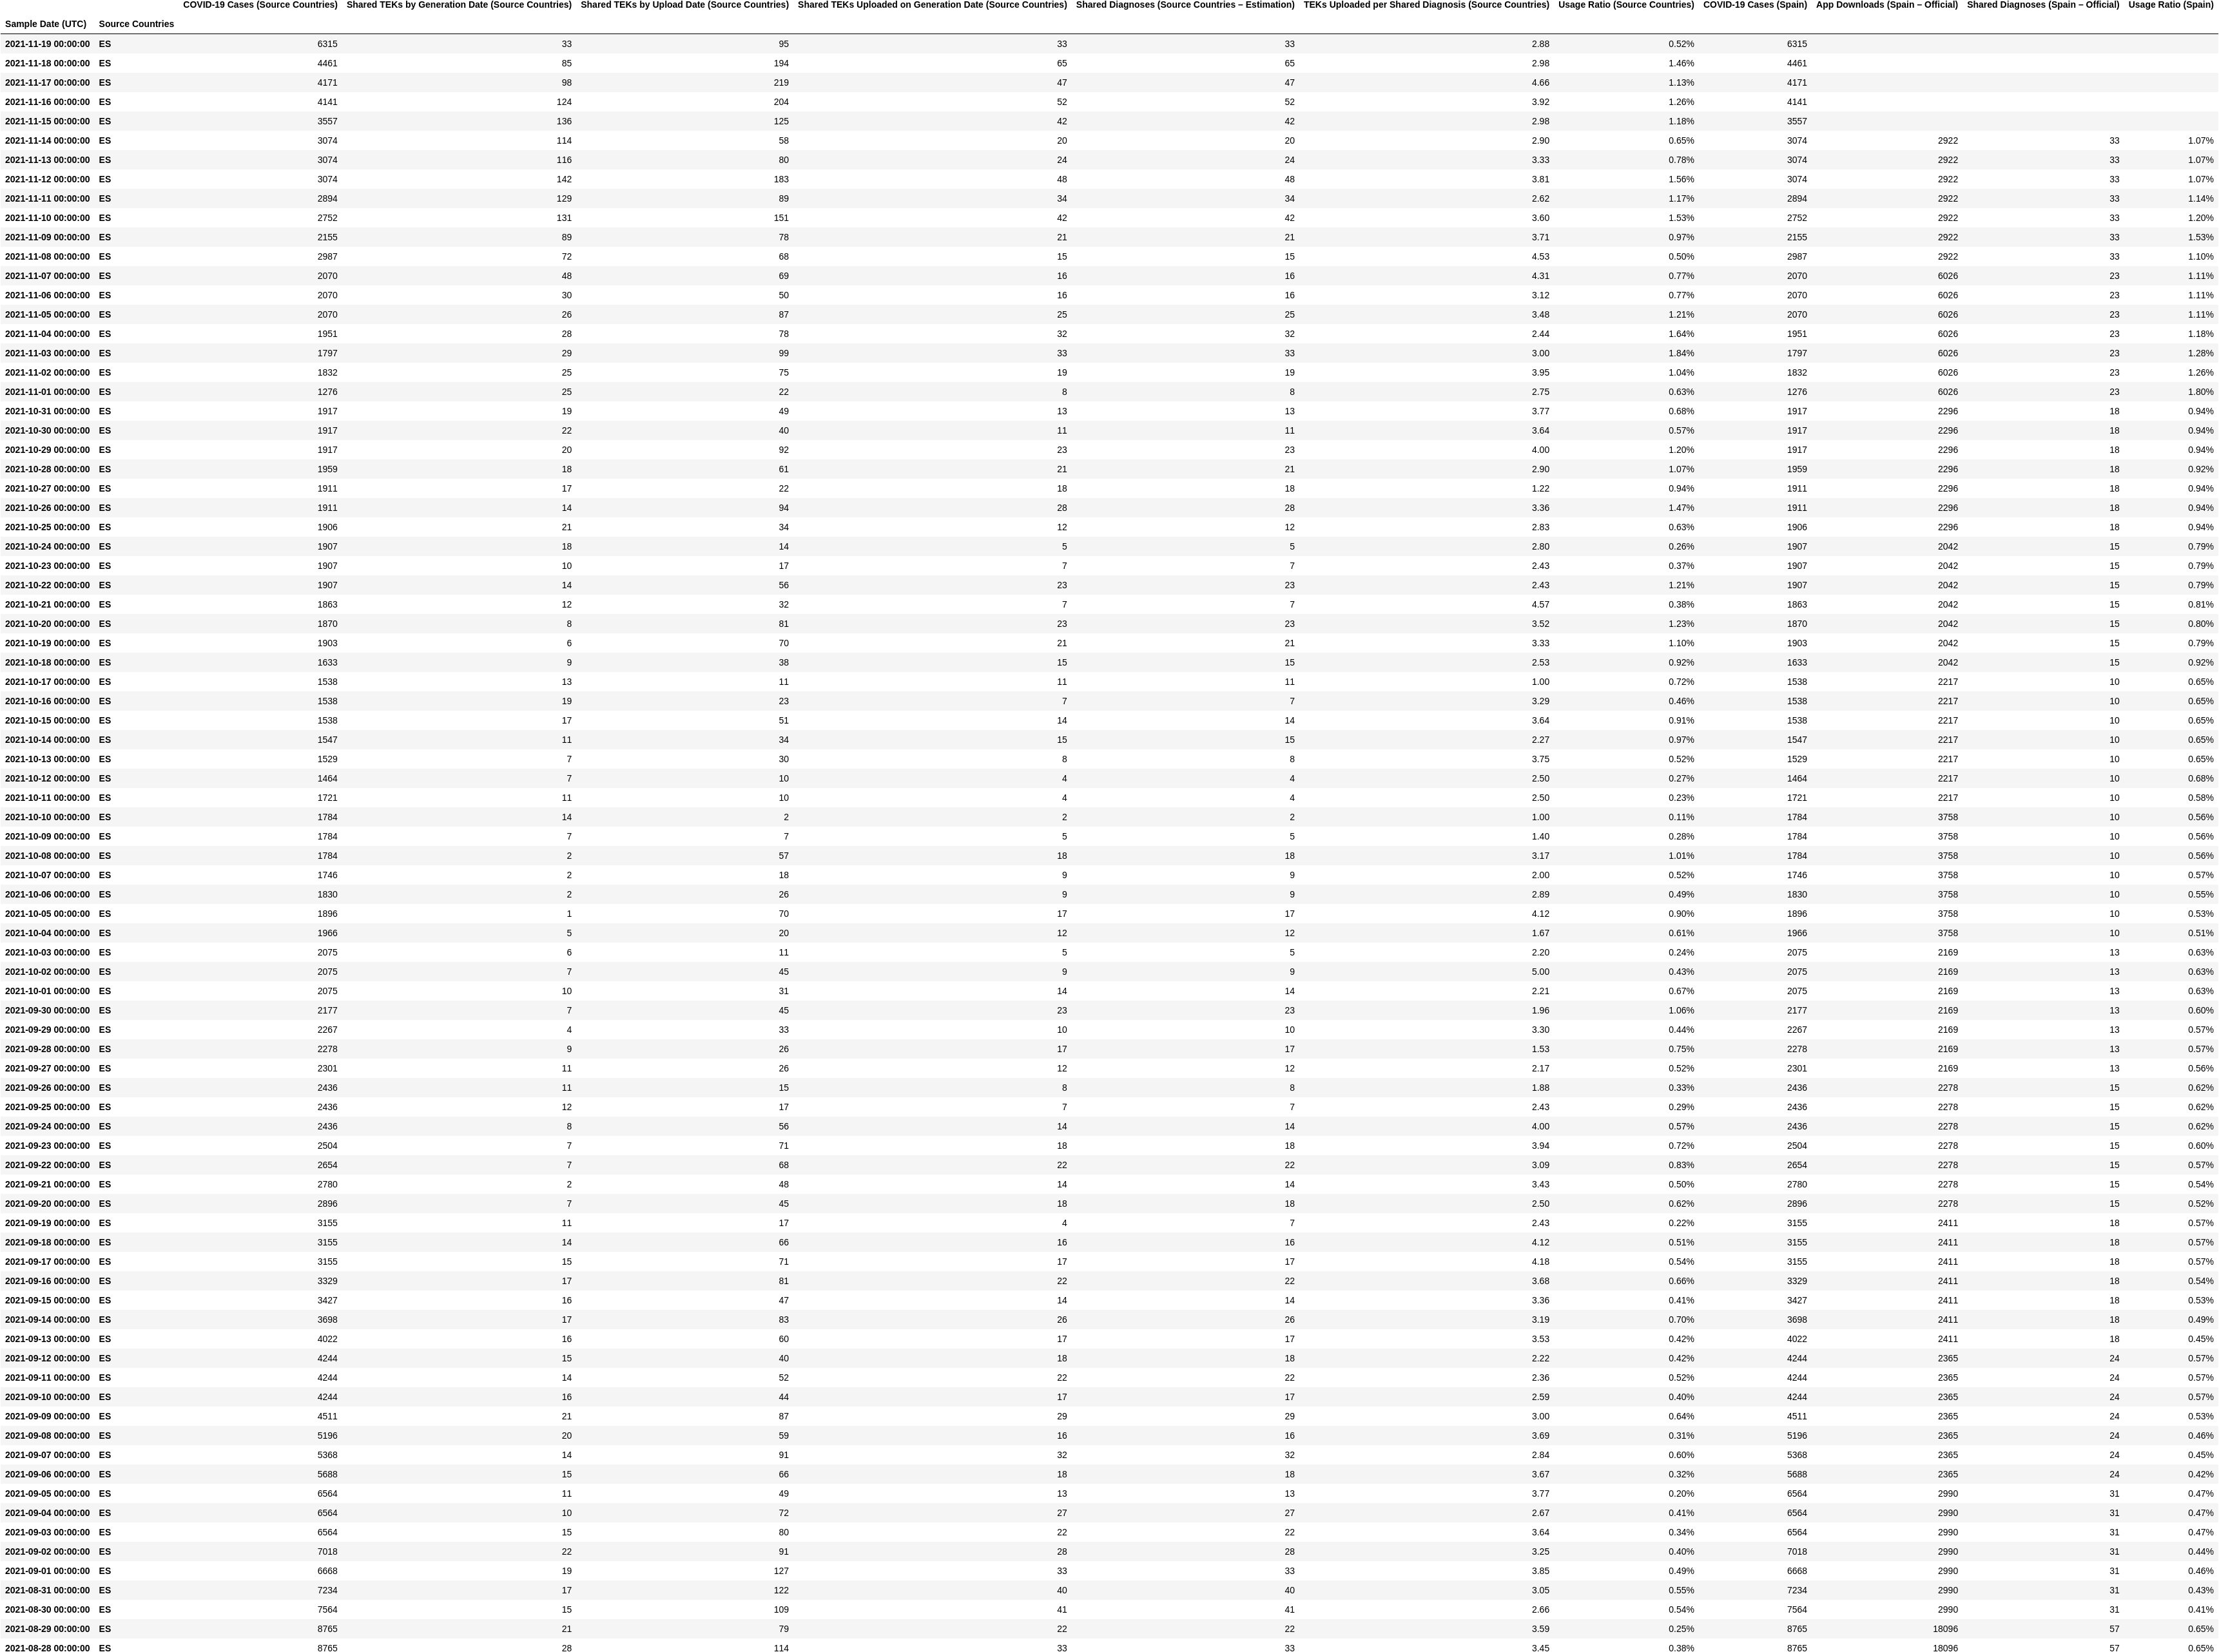 COVID-19 Cases (Source Countries) Shared TEKs by Generation Date (Source Countries) Shared TEKs by Upload Date (Source Countries) Shared TEKs Uploaded on Generation Date (Source Countries) Shared Diagnoses (Source Countries – Estimation) TEKs Uploaded per Shared Diagnosis (Source Countries) Usage Ratio (Source Countries) COVID-19 Cases (Spain) App Downloads (Spain – Official) Shared Diagnoses (Spain – Official) Usage Ratio (Spain)
Sample Date (UTC) Source Countries
2021-11-19 00:00:00 ES 6315 33 95 33 33 2.88 0.52% 6315
2021-11-18 00:00:00 ES 4461 85 194 65 65 2.98 1.46% 4461
2021-11-17 00:00:00 ES 4171 98 219 47 47 4.66 1.13% 4171
2021-11-16 00:00:00 ES 4141 124 204 52 52 3.92 1.26% 4141
2021-11-15 00:00:00 ES 3557 136 125 42 42 2.98 1.18% 3557
2021-11-14 00:00:00 ES 3074 114 58 20 20 2.90 0.65% 3074 2922 33 1.07%
2021-11-13 00:00:00 ES 3074 116 80 24 24 3.33 0.78% 3074 2922 33 1.07%
2021-11-12 00:00:00 ES 3074 142 183 48 48 3.81 1.56% 3074 2922 33 1.07%
2021-11-11 00:00:00 ES 2894 129 89 34 34 2.62 1.17% 2894 2922 33 1.14%
2021-11-10 00:00:00 ES 2752 131 151 42 42 3.60 1.53% 2752 2922 33 1.20%
2021-11-09 00:00:00 ES 2155 89 78 21 21 3.71 0.97% 2155 2922 33 1.53%
2021-11-08 00:00:00 ES 2987 72 68 15 15 4.53 0.50% 2987 2922 33 1.10%
2021-11-07 00:00:00 ES 2070 48 69 16 16 4.31 0.77% 2070 6026 23 1.11%
2021-11-06 00:00:00 ES 2070 30 50 16 16 3.12 0.77% 2070 6026 23 1.11%
2021-11-05 00:00:00 ES 2070 26 87 25 25 3.48 1.21% 2070 6026 23 1.11%
2021-11-04 00:00:00 ES 1951 28 78 32 32 2.44 1.64% 1951 6026 23 1.18%
2021-11-03 00:00:00 ES 1797 29 99 33 33 3.00 1.84% 1797 6026 23 1.28%
2021-11-02 00:00:00 ES 1832 25 75 19 19 3.95 1.04% 1832 6026 23 1.26%
2021-11-01 00:00:00 ES 1276 25 22 8 8 2.75 0.63% 1276 6026 23 1.80%
2021-10-31 00:00:00 ES 1917 19 49 13 13 3.77 0.68% 1917 2296 18 0.94%
2021-10-30 00:00:00 ES 1917 22 40 11 11 3.64 0.57% 1917 2296 18 0.94%
2021-10-29 00:00:00 ES 1917 20 92 23 23 4.00 1.20% 1917 2296 18 0.94%
2021-10-28 00:00:00 ES 1959 18 61 21 21 2.90 1.07% 1959 2296 18 0.92%
2021-10-27 00:00:00 ES 1911 17 22 18 18 1.22 0.94% 1911 2296 18 0.94%
2021-10-26 00:00:00 ES 1911 14 94 28 28 3.36 1.47% 1911 2296 18 0.94%
2021-10-25 00:00:00 ES 1906 21 34 12 12 2.83 0.63% 1906 2296 18 0.94%
2021-10-24 00:00:00 ES 1907 18 14 5 5 2.80 0.26% 1907 2042 15 0.79%
2021-10-23 00:00:00 ES 1907 10 17 7 7 2.43 0.37% 1907 2042 15 0.79%
2021-10-22 00:00:00 ES 1907 14 56 23 23 2.43 1.21% 1907 2042 15 0.79%
2021-10-21 00:00:00 ES 1863 12 32 7 7 4.57 0.38% 1863 2042 15 0.81%
2021-10-20 00:00:00 ES 1870 8 81 23 23 3.52 1.23% 1870 2042 15 0.80%
2021-10-19 00:00:00 ES 1903 6 70 21 21 3.33 1.10% 1903 2042 15 0.79%
2021-10-18 00:00:00 ES 1633 9 38 15 15 2.53 0.92% 1633 2042 15 0.92%
2021-10-17 00:00:00 ES 1538 13 11 11 11 1.00 0.72% 1538 2217 10 0.65%
2021-10-16 00:00:00 ES 1538 19 23 7 7 3.29 0.46% 1538 2217 10 0.65%
2021-10-15 00:00:00 ES 1538 17 51 14 14 3.64 0.91% 1538 2217 10 0.65%
2021-10-14 00:00:00 ES 1547 11 34 15 15 2.27 0.97% 1547 2217 10 0.65%
2021-10-13 00:00:00 ES 1529 7 30 8 8 3.75 0.52% 1529 2217 10 0.65%
2021-10-12 00:00:00 ES 1464 7 10 4 4 2.50 0.27% 1464 2217 10 0.68%
2021-10-11 00:00:00 ES 1721 11 10 4 4 2.50 0.23% 1721 2217 10 0.58%
2021-10-10 00:00:00 ES 1784 14 2 2 2 1.00 0.11% 1784 3758 10 0.56%
2021-10-09 00:00:00 ES 1784 7 7 5 5 1.40 0.28% 1784 3758 10 0.56%
2021-10-08 00:00:00 ES 1784 2 57 18 18 3.17 1.01% 1784 3758 10 0.56%
2021-10-07 00:00:00 ES 1746 2 18 9 9 2.00 0.52% 1746 3758 10 0.57%
2021-10-06 00:00:00 ES 1830 2 26 9 9 2.89 0.49% 1830 3758 10 0.55%
2021-10-05 00:00:00 ES 1896 1 70 17 17 4.12 0.90% 1896 3758 10 0.53%
2021-10-04 00:00:00 ES 1966 5 20 12 12 1.67 0.61% 1966 3758 10 0.51%
2021-10-03 00:00:00 ES 2075 6 11 5 5 2.20 0.24% 2075 2169 13 0.63%
2021-10-02 00:00:00 ES 2075 7 45 9 9 5.00 0.43% 2075 2169 13 0.63%
2021-10-01 00:00:00 ES 2075 10 31 14 14 2.21 0.67% 2075 2169 13 0.63%
2021-09-30 00:00:00 ES 2177 7 45 23 23 1.96 1.06% 2177 2169 13 0.60%
2021-09-29 00:00:00 ES 2267 4 33 10 10 3.30 0.44% 2267 2169 13 0.57%
2021-09-28 00:00:00 ES 2278 9 26 17 17 1.53 0.75% 2278 2169 13 0.57%
2021-09-27 00:00:00 ES 2301 11 26 12 12 2.17 0.52% 2301 2169 13 0.56%
2021-09-26 00:00:00 ES 2436 11 15 8 8 1.88 0.33% 2436 2278 15 0.62%
2021-09-25 00:00:00 ES 2436 12 17 7 7 2.43 0.29% 2436 2278 15 0.62%
2021-09-24 00:00:00 ES 2436 8 56 14 14 4.00 0.57% 2436 2278 15 0.62%
2021-09-23 00:00:00 ES 2504 7 71 18 18 3.94 0.72% 2504 2278 15 0.60%
2021-09-22 00:00:00 ES 2654 7 68 22 22 3.09 0.83% 2654 2278 15 0.57%
2021-09-21 00:00:00 ES 2780 2 48 14 14 3.43 0.50% 2780 2278 15 0.54%
2021-09-20 00:00:00 ES 2896 7 45 18 18 2.50 0.62% 2896 2278 15 0.52%
2021-09-19 00:00:00 ES 3155 11 17 4 7 2.43 0.22% 3155 2411 18 0.57%
2021-09-18 00:00:00 ES 3155 14 66 16 16 4.12 0.51% 3155 2411 18 0.57%
2021-09-17 00:00:00 ES 3155 15 71 17 17 4.18 0.54% 3155 2411 18 0.57%
2021-09-16 00:00:00 ES 3329 17 81 22 22 3.68 0.66% 3329 2411 18 0.54%
2021-09-15 00:00:00 ES 3427 16 47 14 14 3.36 0.41% 3427 2411 18 0.53%
2021-09-14 00:00:00 ES 3698 17 83 26 26 3.19 0.70% 3698 2411 18 0.49%
2021-09-13 00:00:00 ES 4022 16 60 17 17 3.53 0.42% 4022 2411 18 0.45%
2021-09-12 00:00:00 ES 4244 15 40 18 18 2.22 0.42% 4244 2365 24 0.57%
2021-09-11 00:00:00 ES 4244 14 52 22 22 2.36 0.52% 4244 2365 24 0.57%
2021-09-10 00:00:00 ES 4244 16 44 17 17 2.59 0.40% 4244 2365 24 0.57%
2021-09-09 00:00:00 ES 4511 21 87 29 29 3.00 0.64% 4511 2365 24 0.53%
2021-09-08 00:00:00 ES 5196 20 59 16 16 3.69 0.31% 5196 2365 24 0.46%
2021-09-07 00:00:00 ES 5368 14 91 32 32 2.84 0.60% 5368 2365 24 0.45%
2021-09-06 00:00:00 ES 5688 15 66 18 18 3.67 0.32% 5688 2365 24 0.42%
2021-09-05 00:00:00 ES 6564 11 49 13 13 3.77 0.20% 6564 2990 31 0.47%
2021-09-04 00:00:00 ES 6564 10 72 27 27 2.67 0.41% 6564 2990 31 0.47%
2021-09-03 00:00:00 ES 6564 15 80 22 22 3.64 0.34% 6564 2990 31 0.47%
2021-09-02 00:00:00 ES 7018 22 91 28 28 3.25 0.40% 7018 2990 31 0.44%
2021-09-01 00:00:00 ES 6668 19 127 33 33 3.85 0.49% 6668 2990 31 0.46%
2021-08-31 00:00:00 ES 7234 17 122 40 40 3.05 0.55% 7234 2990 31 0.43%
2021-08-30 00:00:00 ES 7564 15 109 41 41 2.66 0.54% 7564 2990 31 0.41%
2021-08-29 00:00:00 ES 8765 21 79 22 22 3.59 0.25% 8765 18096 57 0.65%
2021-08-28 00:00:00 ES 8765 28 114 33 33 3.45 0.38% 8765 18096 57 0.65%